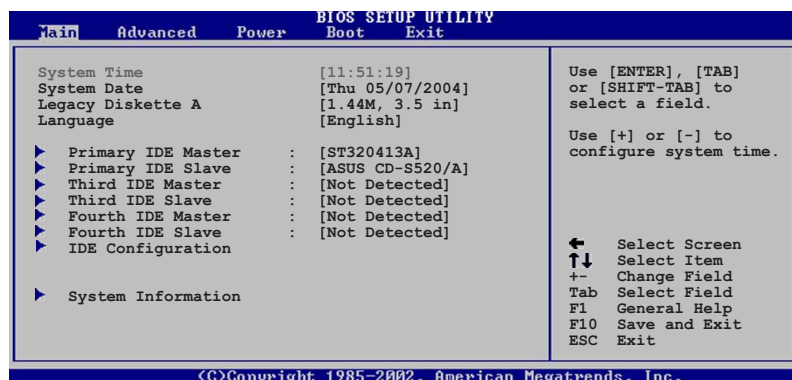 BIOS SETUP UTILITY
Main Advanced Power Boot Exit
System Time [11:51:19]
System Date [Thu 05/07/2004]
Legacy Diskette A [1.44M, 3.5 in]
Language [English]
Primary IDE Master : [ST320413A]
Primary IDE Slave : [ASUS CD-S520/A]
Third IDE Master : [Not Detected]
Third IDE Slave : [Not Detected]
Fourth IDE Master : [Not Detected]
Fourth IDE Slave : [Not Detected]
IDE Configuration
System Information
Use [ENTER], [TAB]
or [SHIFT-TAB] to
select a field.
Use [+] or [-] to
configure system time.
Select Screen
Select Item
+- Change Field
Tab Select Field
F1 General Help
F10 Save and Exit
ESC Exit
(C)Copyright 1985-2002, American Megatrends, Inc.